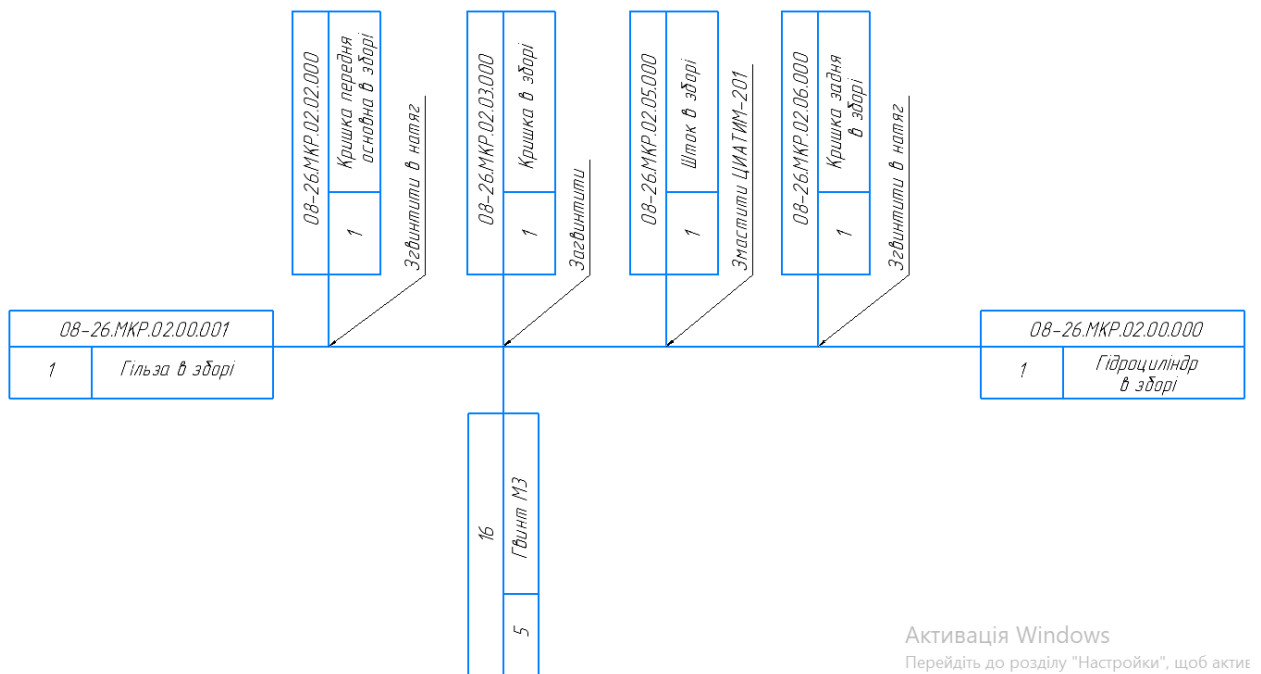 08-26.МКР.02.02.000
Кришка передня
основна в зборі
1
Згвинтити в натяг
08-26.МКР.02.03.000
Кришка в зборі
1
Загвинтити
08-26.МКР.02.05.000
Шток в зборі
1
Змастити ЦИАТИМ-201
08-26.МКР.02.06.000
Кришка задня
в зборі
1
Згвинтити в натяг
08-26.МКР.02.00.001
1
Гільза в зборі
08-26.МКР.02.00.000
1
Гідроциліндр
в зборі
16
Гвинт М3
5
Активація Windows
Перейдіть до розділу "Настройки", щоб актив